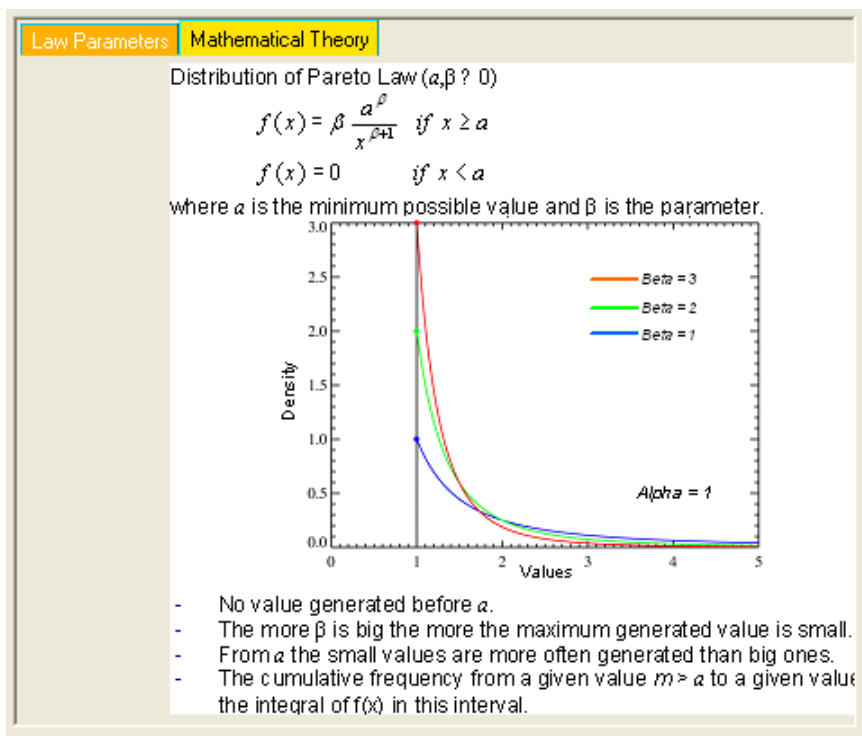 Law Parameters Mathematical Theory
Distribution of Pareto Law (a,β ? 0)
f(x) = β a^β / x^(β+1) if x ≥ a
f(x) = 0 if x < a
where a is the minimum possible value and β is the parameter.
3.0
2.5
2.0
1.5
1.0
0.5
0.0
Density
Beta = 3
Beta = 2
Beta = 1
Alpha = 1
0 1 2 3 4 5
Values
- No value generated before a.
- The more β is big the more the maximum generated value is small.
- From a the small values are more often generated than big ones.
- The cumulative frequency from a given value m > a to a given value
the integral of f(x) in this interval.